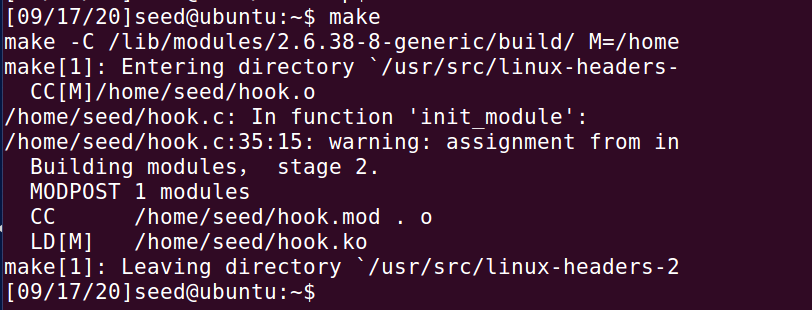 [09/17/20]seed@ubuntu:~$ make
make -C /lib/modules/2.6.38-8-generic/build/ M=/home
make[1]: Entering directory `/usr/src/linux-headers-
  CC[M]/home/seed/hook.o
/home/seed/hook.c: In function 'init_module':
/home/seed/hook.c:35:15: warning: assignment from in
  Building modules,  stage 2.
  MODPOST 1 modules
  CC      /home/seed/hook.mod . o
  LD[M]   /home/seed/hook.ko
make[1]: Leaving directory `/usr/src/linux-headers-2
[09/17/20]seed@ubuntu:~$